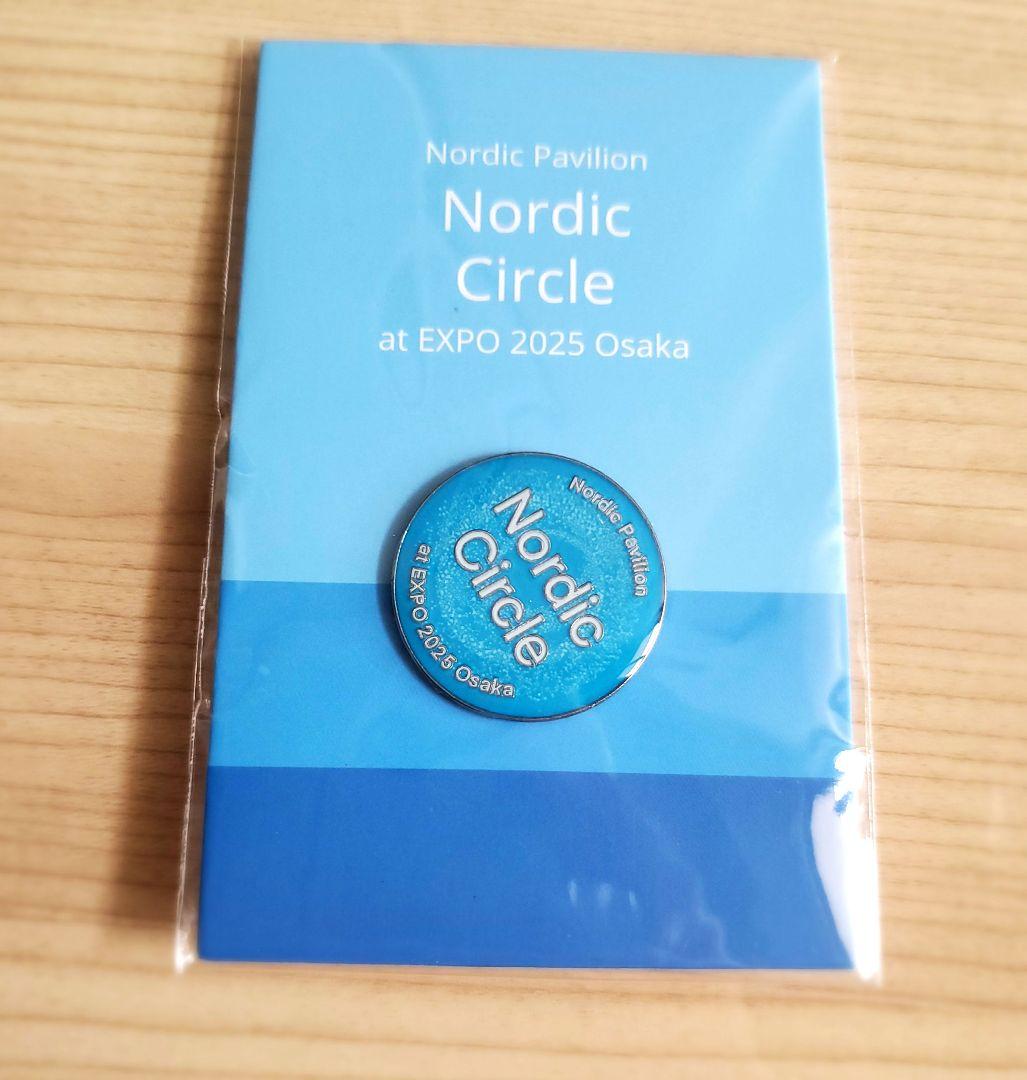 Nordic Pavilion
Nordic
Circle
at EXPO 2025 Osaka
Nordic Pavilion
Nordic
Circle
at EXPO 2025 Osaka